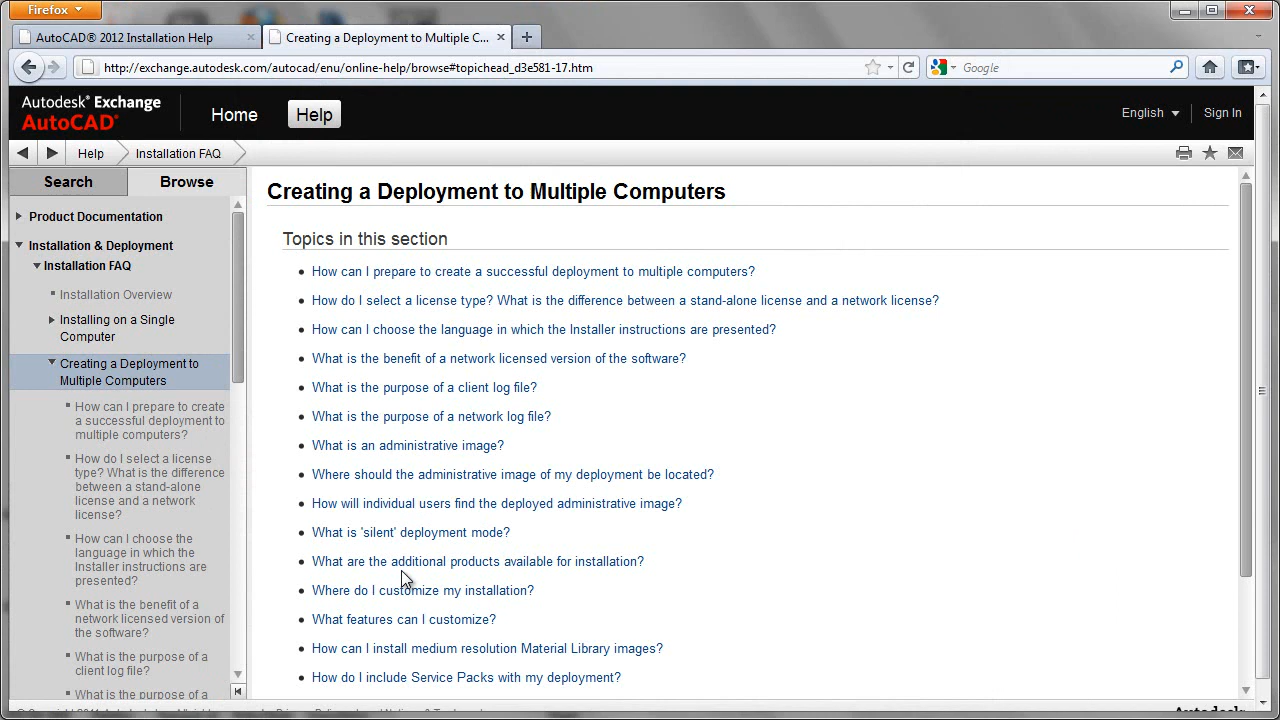 Firefox
AutoCAD® 2012 Installation Help
Creating a Deployment to Multiple C...
http://exchange.autodesk.com/autocad/enu/online-help/browse#topichead_d3e581-17.htm
Google
Autodesk® Exchange
AutoCAD®
Home
Help
English
Sign In
Help
Installation FAQ
Search
Browse
Product Documentation
Installation & Deployment
Installation FAQ
Installation Overview
Installing on a Single
Computer
Creating a Deployment to
Multiple Computers
How can I prepare to create
a successful deployment to
multiple computers?
How do I select a license
type? What is the difference
between a stand-alone
license and a network
license?
How can I choose the
language in which the
Installer instructions are
presented?
What is the benefit of a
network licensed version of
the software?
What is the purpose of a
client log file?
What is the purpose of a
Creating a Deployment to Multiple Computers
Topics in this section
How can I prepare to create a successful deployment to multiple computers?
How do I select a license type? What is the difference between a stand-alone license and a network license?
How can I choose the language in which the Installer instructions are presented?
What is the benefit of a network licensed version of the software?
What is the purpose of a client log file?
What is the purpose of a network log file?
What is an administrative image?
Where should the administrative image of my deployment be located?
How will individual users find the deployed administrative image?
What is 'silent' deployment mode?
What are the additional products available for installation?
Where do I customize my installation?
What features can I customize?
How can I install medium resolution Material Library images?
How do I include Service Packs with my deployment?
Autodesk